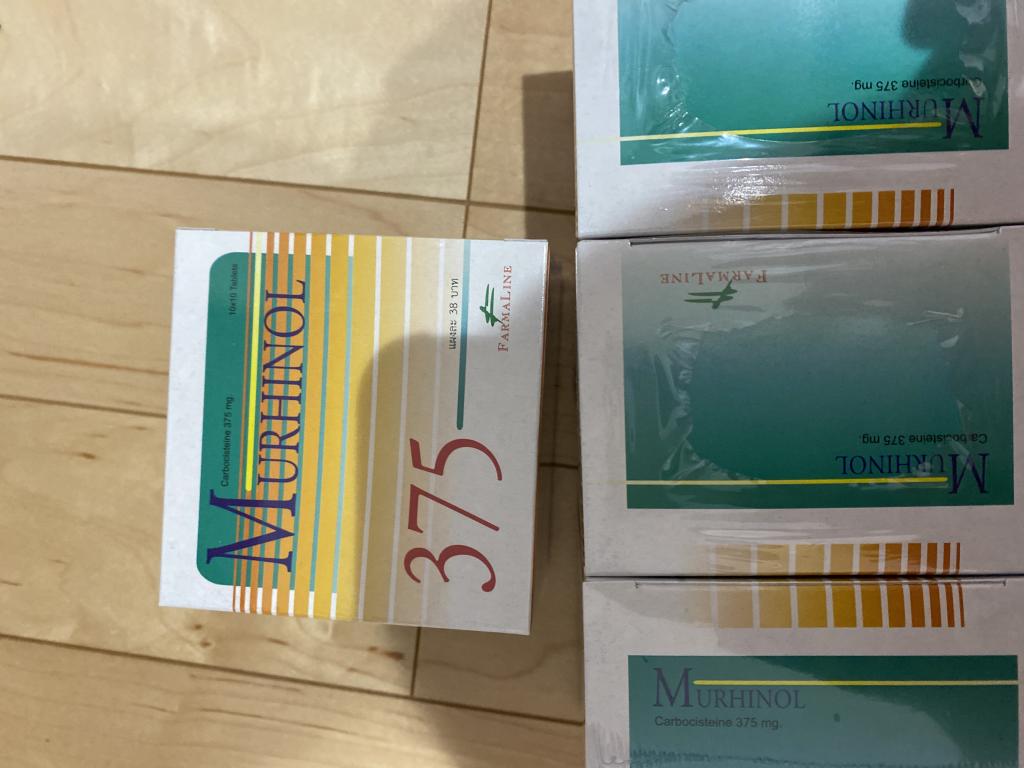 10x10 Tablets
Carbocisteine 375 mg.
MURHINOL
375
แผงละ 38 บาท
FARMALINE
Carbocisteine 375 mg.
MURHINOL
FARMALINE
Carbocisteine 375 mg.
MURHINOL
MURHINOL
Carbocisteine 375 mg.